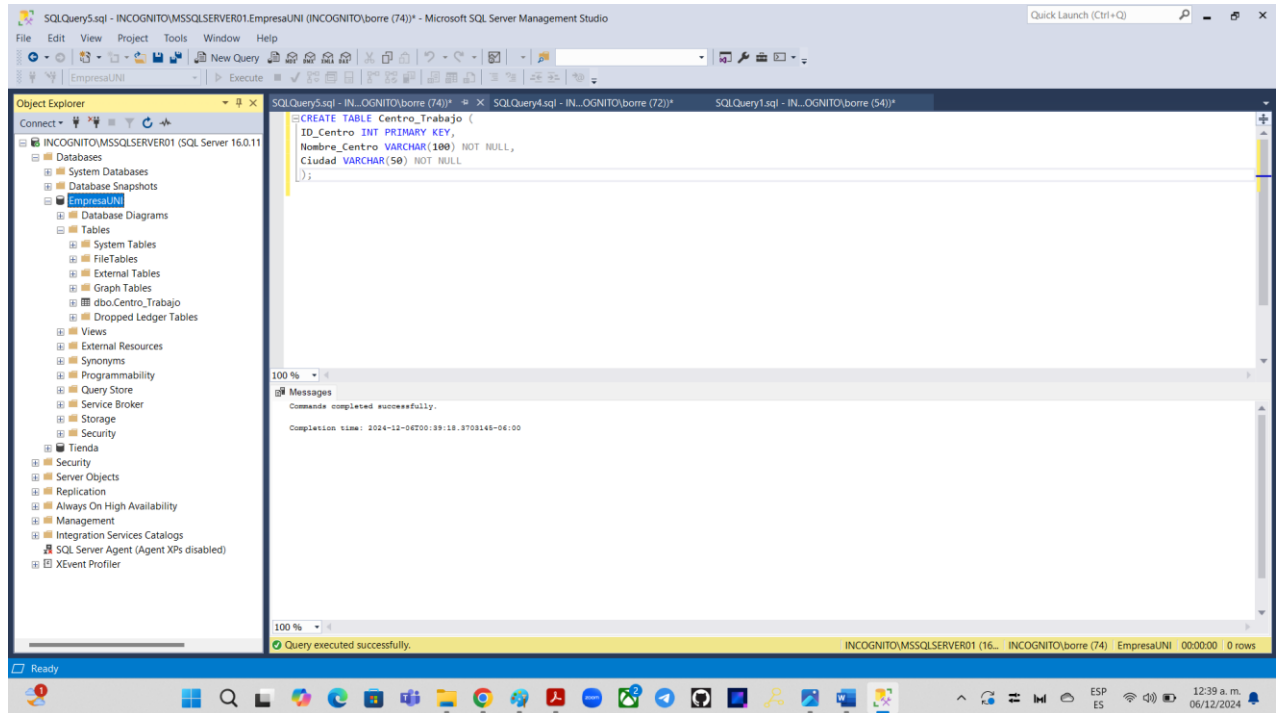 SQLQuery5.sql - INCOGNITO\MSSQLSERVER01.EmpresaUNI (INCOGNITO\borre (74))* - Microsoft SQL Server Management Studio
Quick Launch (Ctrl+Q)
File Edit View Project Tools Window Help
New Query
EmpresaUNI
Execute
Object Explorer
SQLQuery5.sql - IN...OGNITO\borre (74))*
SQLQuery4.sql - IN...OGNITO\borre (72))*
SQLQuery1.sql - IN...OGNITO\borre (54))*
Connect
INCOGNITO\MSSQLSERVER01 (SQL Server 16.0.11
Databases
System Databases
Database Snapshots
EmpresaUNI
Database Diagrams
Tables
System Tables
FileTables
External Tables
Graph Tables
dbo.Centro_Trabajo
Dropped Ledger Tables
Views
External Resources
Synonyms
Programmability
Query Store
Service Broker
Storage
Security
Tienda
Security
Server Objects
Replication
Always On High Availability
Management
Integration Services Catalogs
SQL Server Agent (Agent XPs disabled)
XEvent Profiler
CREATE TABLE Centro_Trabajo (
ID_Centro INT PRIMARY KEY,
Nombre_Centro VARCHAR(100) NOT NULL,
Ciudad VARCHAR(50) NOT NULL
);
100 %
Messages
Commands completed successfully.
Completion time: 2024-12-06T00:39:18.3703145-06:00
100 %
Query executed successfully.
INCOGNITO\MSSQLSERVER01 (16... INCOGNITO\borre (74) EmpresaUNI 00:00:00 0 rows
Ready
ESP
ES
12:39 a. m.
06/12/2024